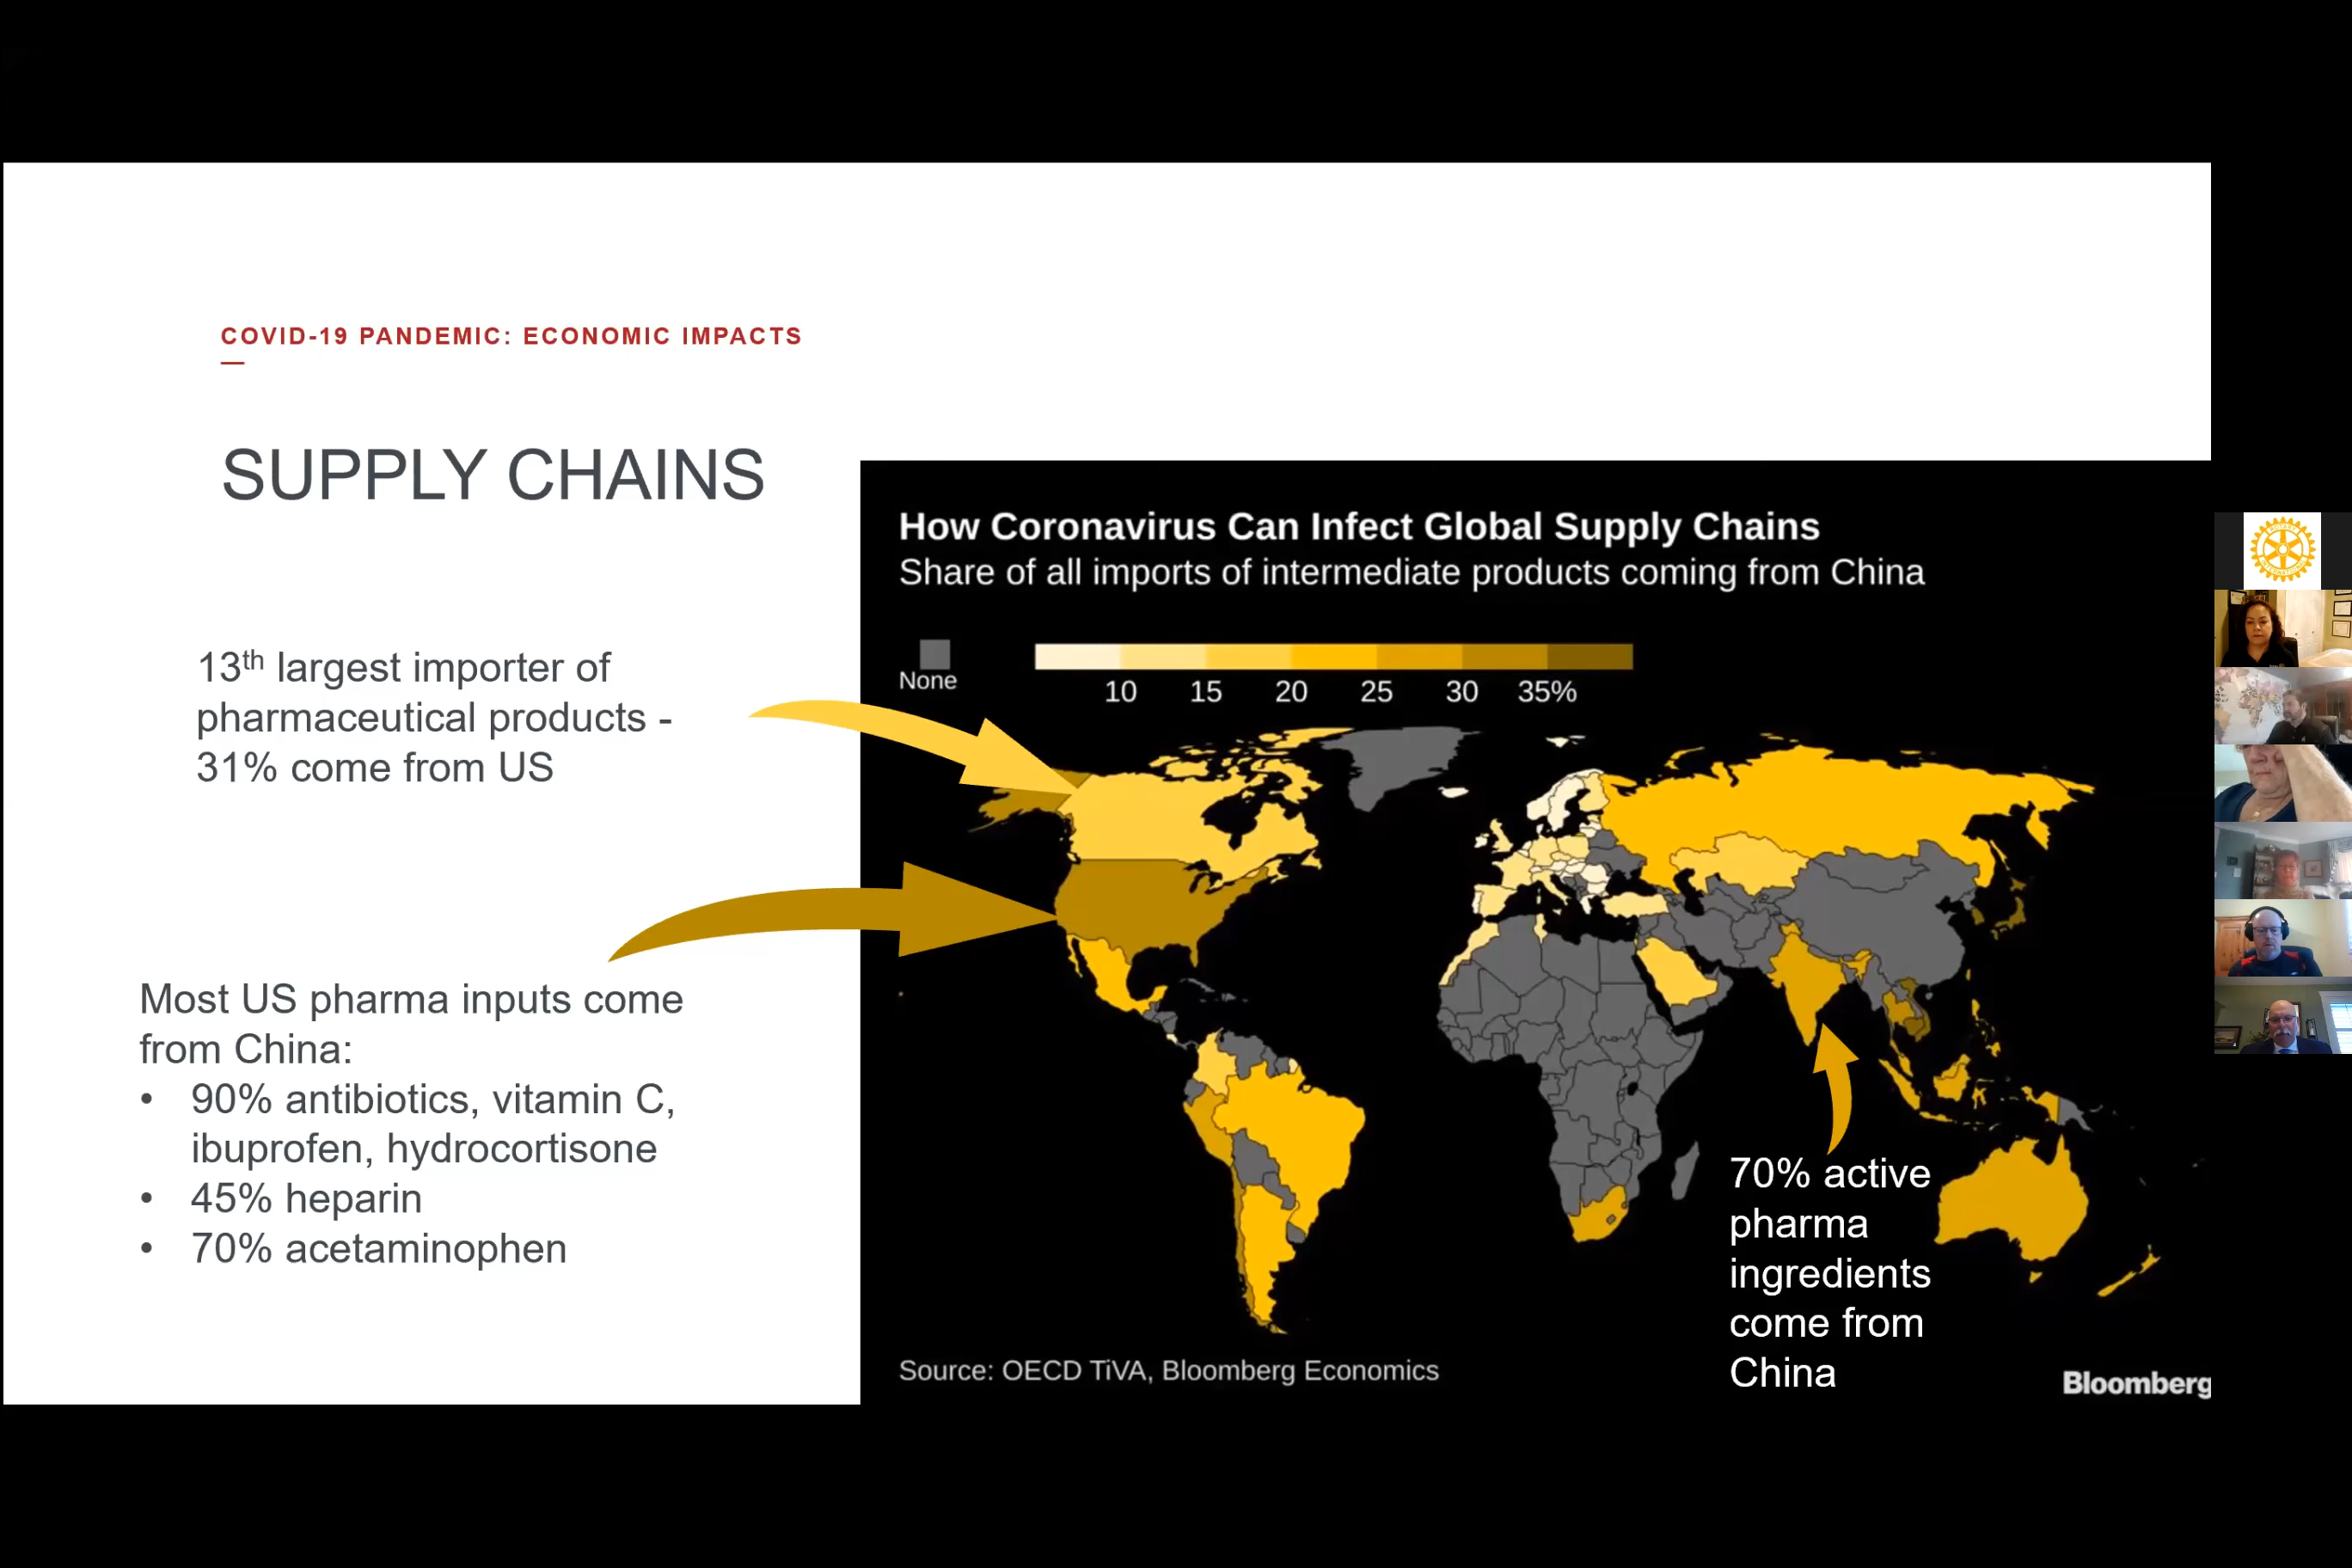 COVID-19 PANDEMIC: ECONOMIC IMPACTS
SUPPLY CHAINS
13th largest importer of
pharmaceutical products -
31% come from US
Most US pharma inputs come
from China:
• 90% antibiotics, vitamin C,
ibuprofen, hydrocortisone
• 45% heparin
• 70% acetaminophen
How Coronavirus Can Infect Global Supply Chains
Share of all imports of intermediate products coming from China
None
10 15 20 25 30 35%
70% active
pharma
ingredients
come from
China
Source: OECD TiVA, Bloomberg Economics
Bloomberg
ROTARY
INTERNATIONAL